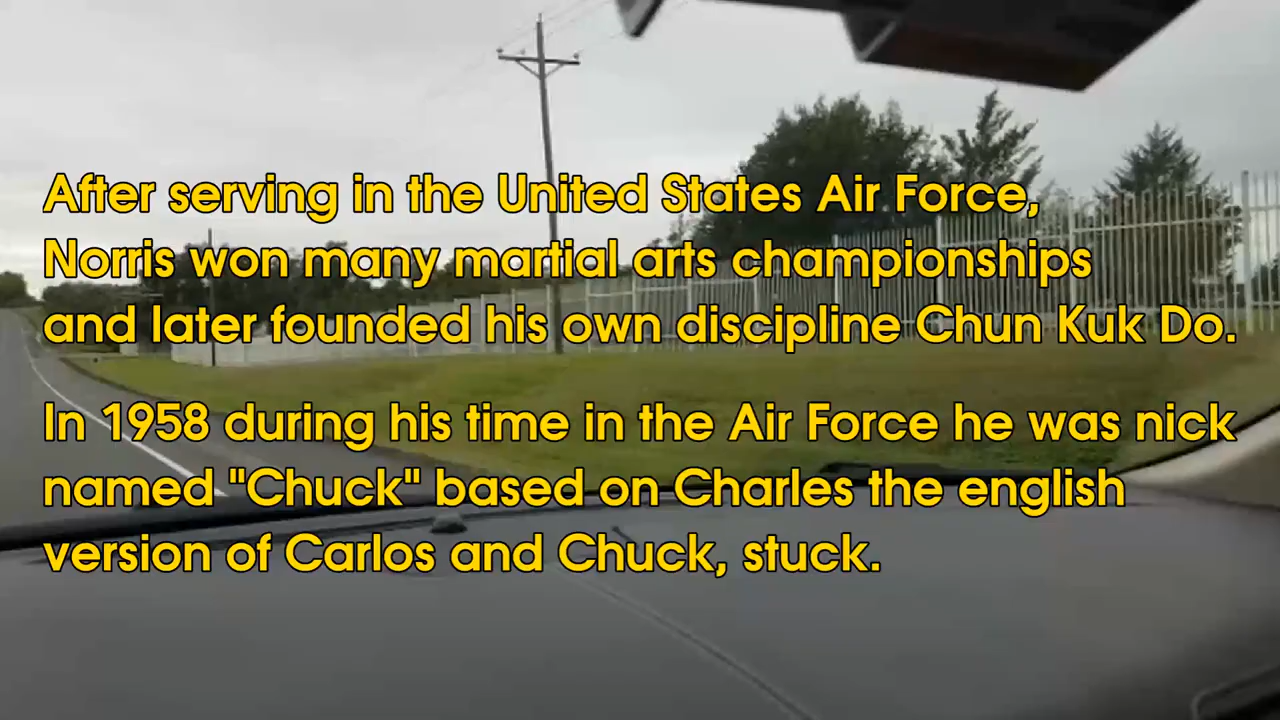 After serving in the United States Air Force,
Norris won many martial arts championships
and later founded his own discipline Chun Kuk Do.
In 1958 during his time in the Air Force he was nick
named "Chuck" based on Charles the english
version of Carlos and Chuck, stuck.